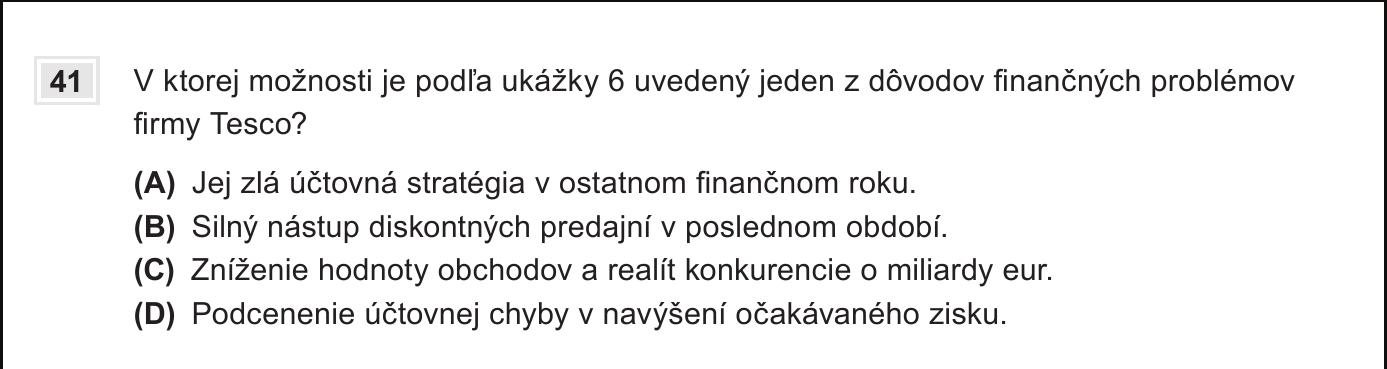 41 V ktorej možnosti je podľa ukážky 6 uvedený jeden z dôvodov finančných problémov
firmy Tesco?
(A) Jej zlá účtovná stratégia v ostatnom finančnom roku.
(B) Silný nástup diskontných predajní v poslednom období.
(C) Zníženie hodnoty obchodov a realít konkurencie o miliardy eur.
(D) Podcenenie účtovnej chyby v navýšení očakávaného zisku.